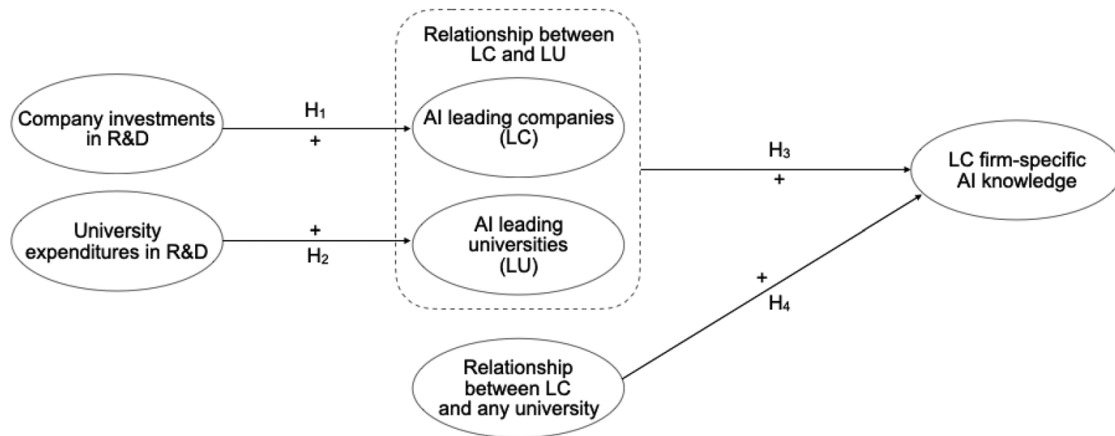 Relationship between
LC and LU
Company investments
in R&D
H₁
+
AI leading companies
(LC)
H₃
+
LC firm-specific
AI knowledge
University
expenditures in R&D
+
H₂
AI leading
universities
(LU)
+
H₄
Relationship
between LC
and any university